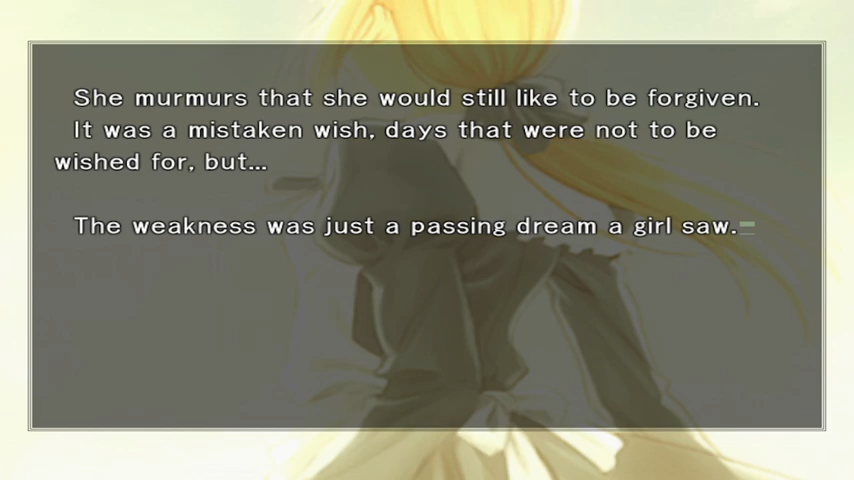 She murmurs that she would still like to be forgiven.
It was a mistaken wish, days that were not to be
wished for, but...
The weakness was just a passing dream a girl saw.